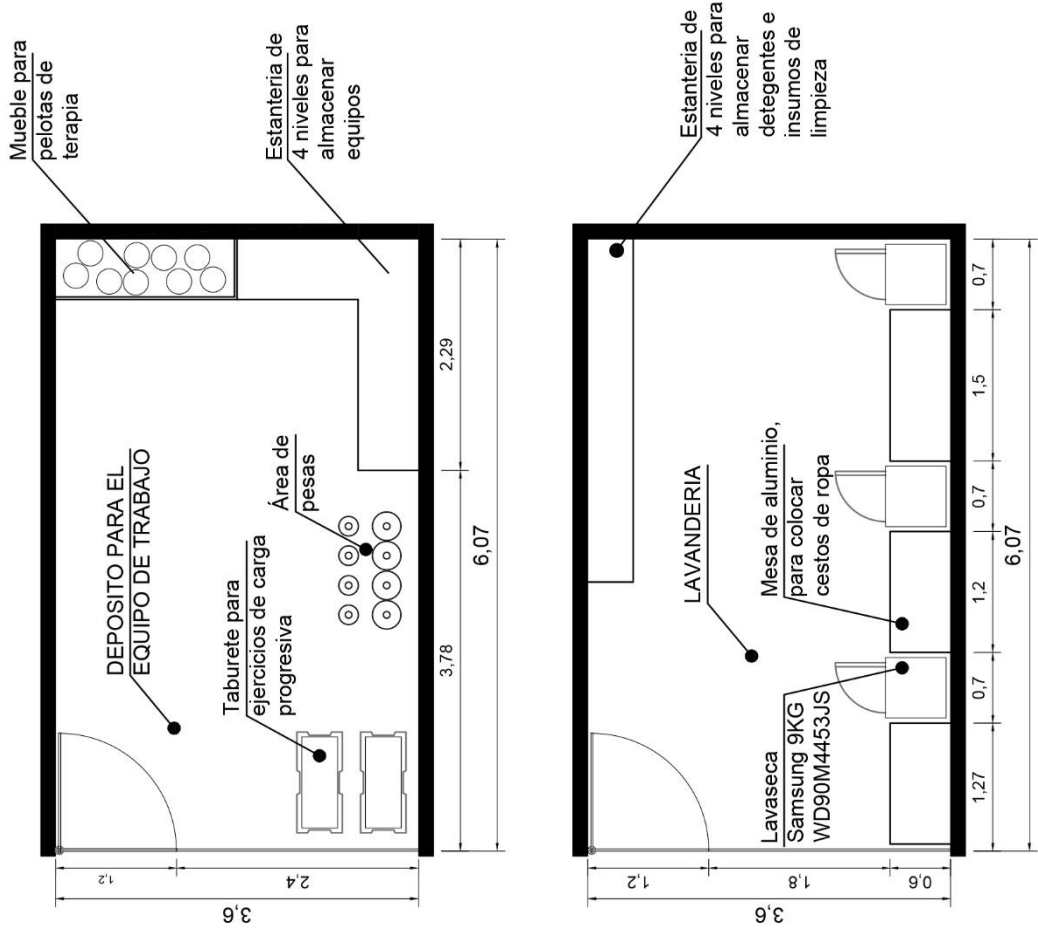 Mueble para
pelotas de
terapia
Estanteria de
4 niveles para
almacenar
equipos
DEPOSITO PARA EL
EQUIPO DE TRABAJO
Taburete para
ejercicios de carga
progresiva
Área de
pesas
1,2
2,4
3,6
3,78
2,29
6,07
Estanteria de
4 niveles para
almacenar
detegentes e
insumos de
limpieza
LAVANDERIA
Mesa de aluminio,
para colocar
cestos de ropa
Lavaseca
Samsung 9KG
WD90M4453JS
1,2
1,8
0,6
3,6
1,27
0,7
1,2
0,7
1,5
0,7
6,07